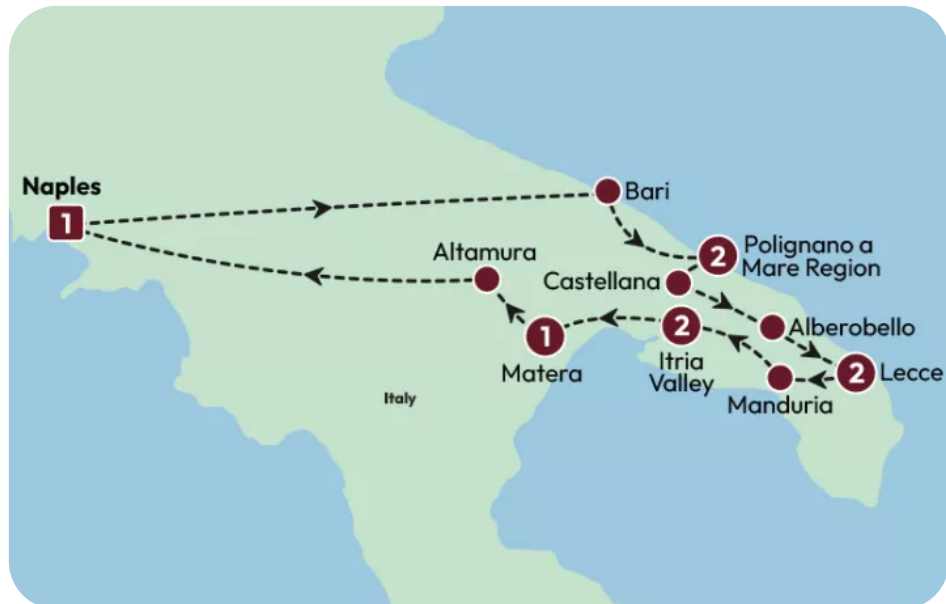 Naples
1
Bari
2
Polignano a
Mare Region
Altamura
Castellana
Alberobello
1
Matera
2
Itria
Valley
2
Lecce
Manduria
Italy